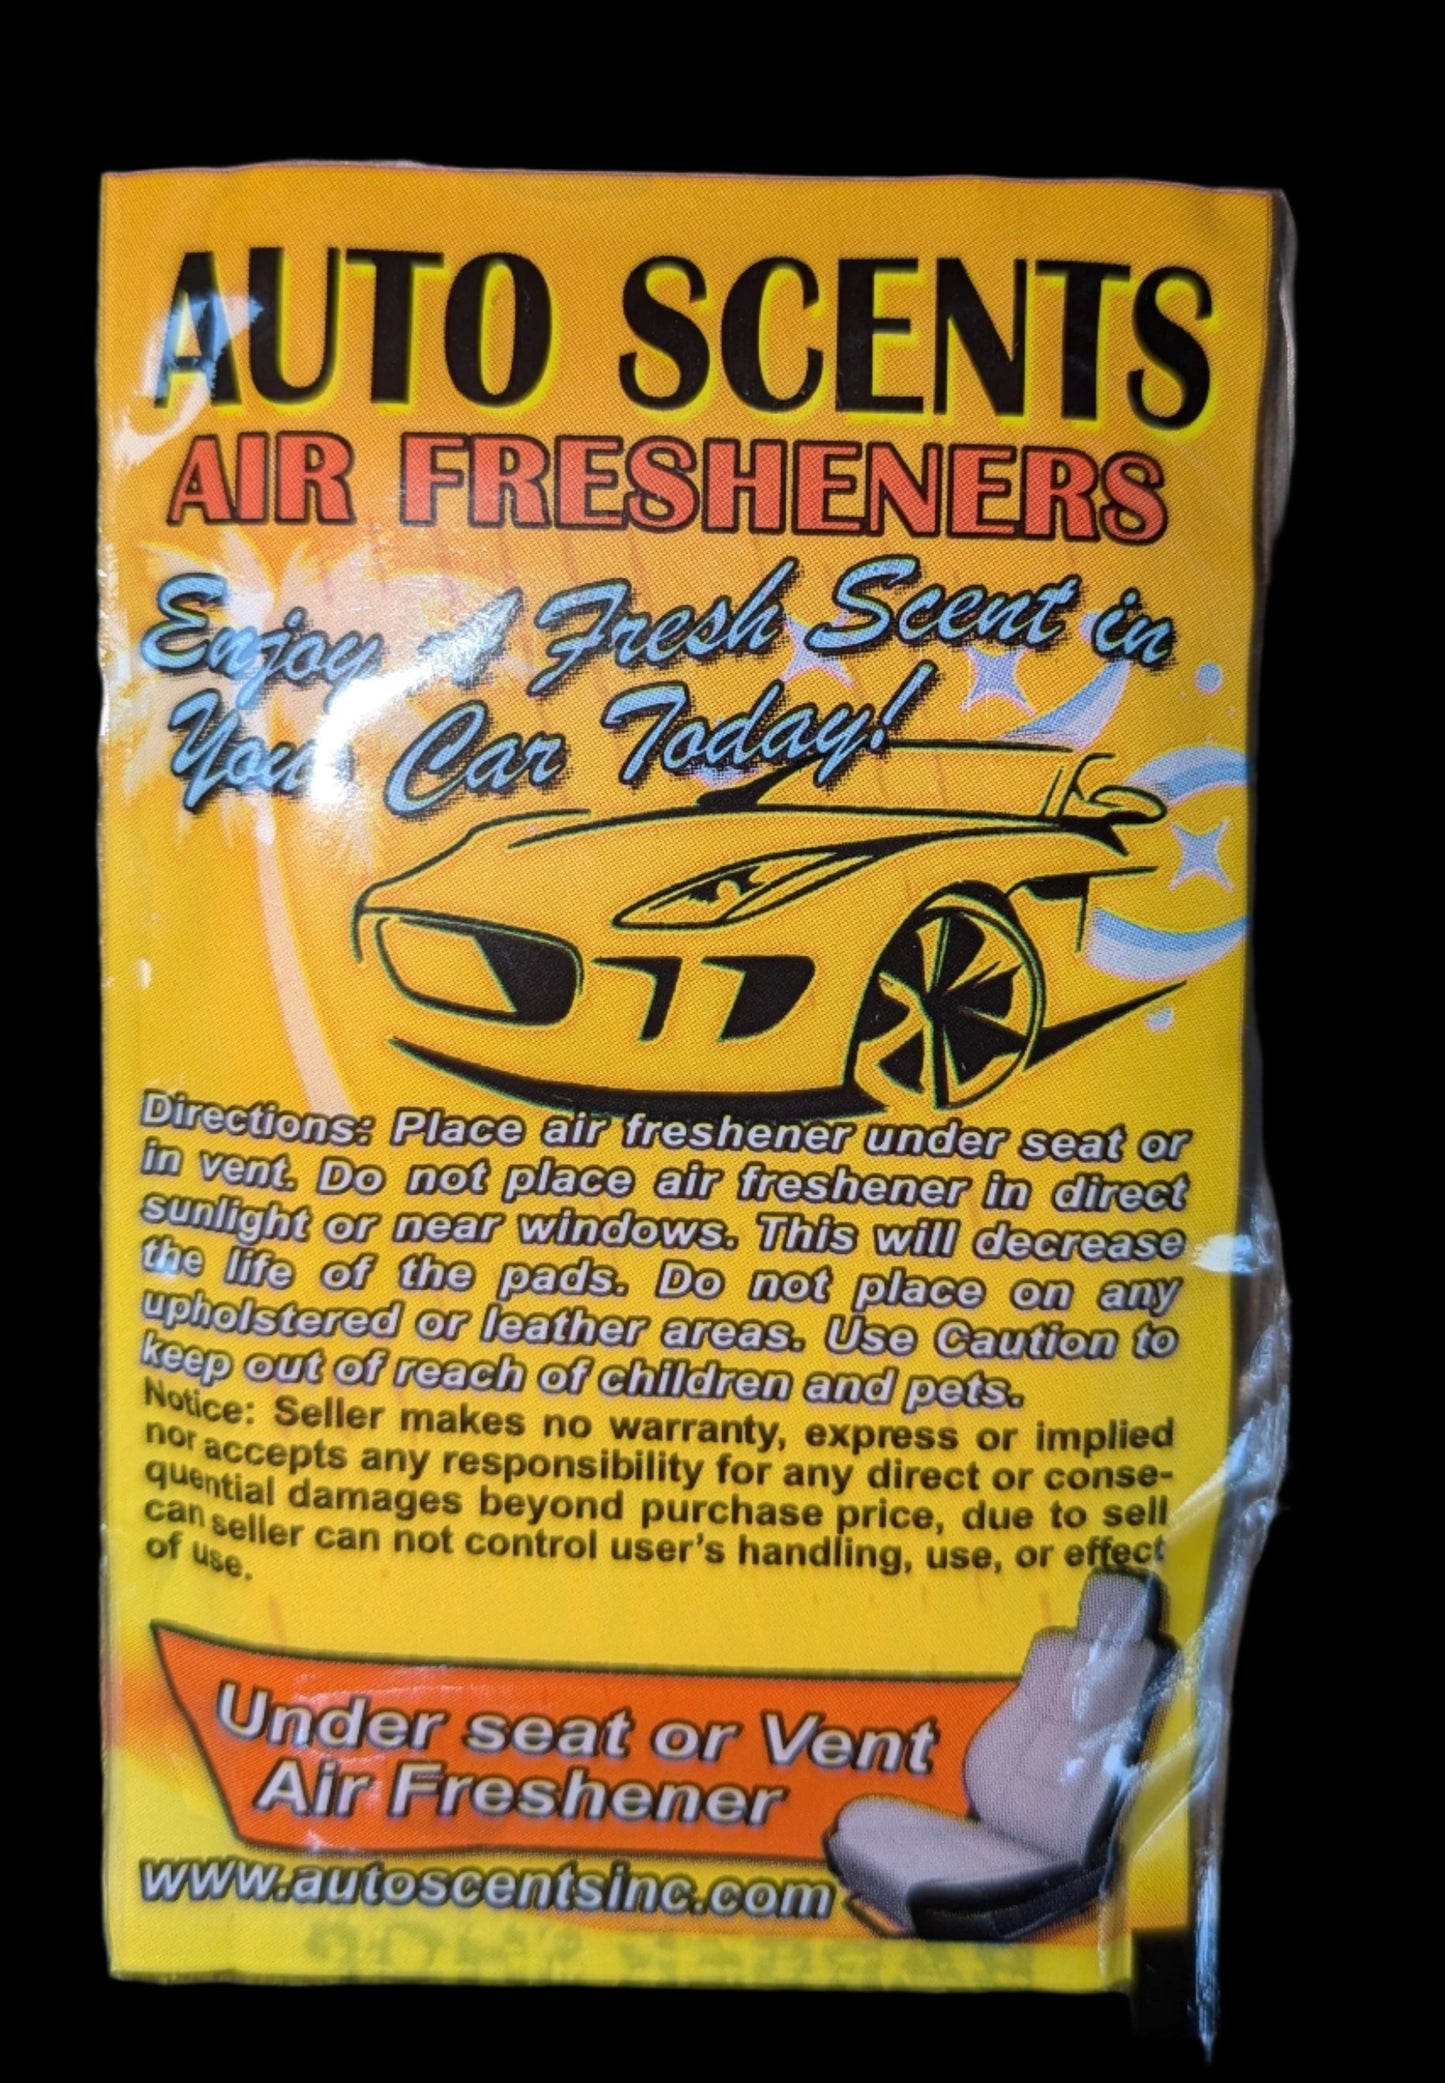 AUTO SCENTS
AIR FRESHENERS
Enjoy A Fresh Scent in
Your Car Today!
Directions: Place air freshener under seat or
in vent. Do not place air freshener in direct
sunlight or near windows. This will decrease
the life of the pads. Do not place on any
upholstered or leather areas. Use Caution to
keep out of reach of children and pets.
Notice: Seller makes no warranty, express or implied
nor accepts any responsibility for any direct or conse-
quential damages beyond purchase price, due to sell
can seller can not control user's handling, use, or effect
of use.
Under seat or Vent
Air Freshener
www.autoscentsinc.com